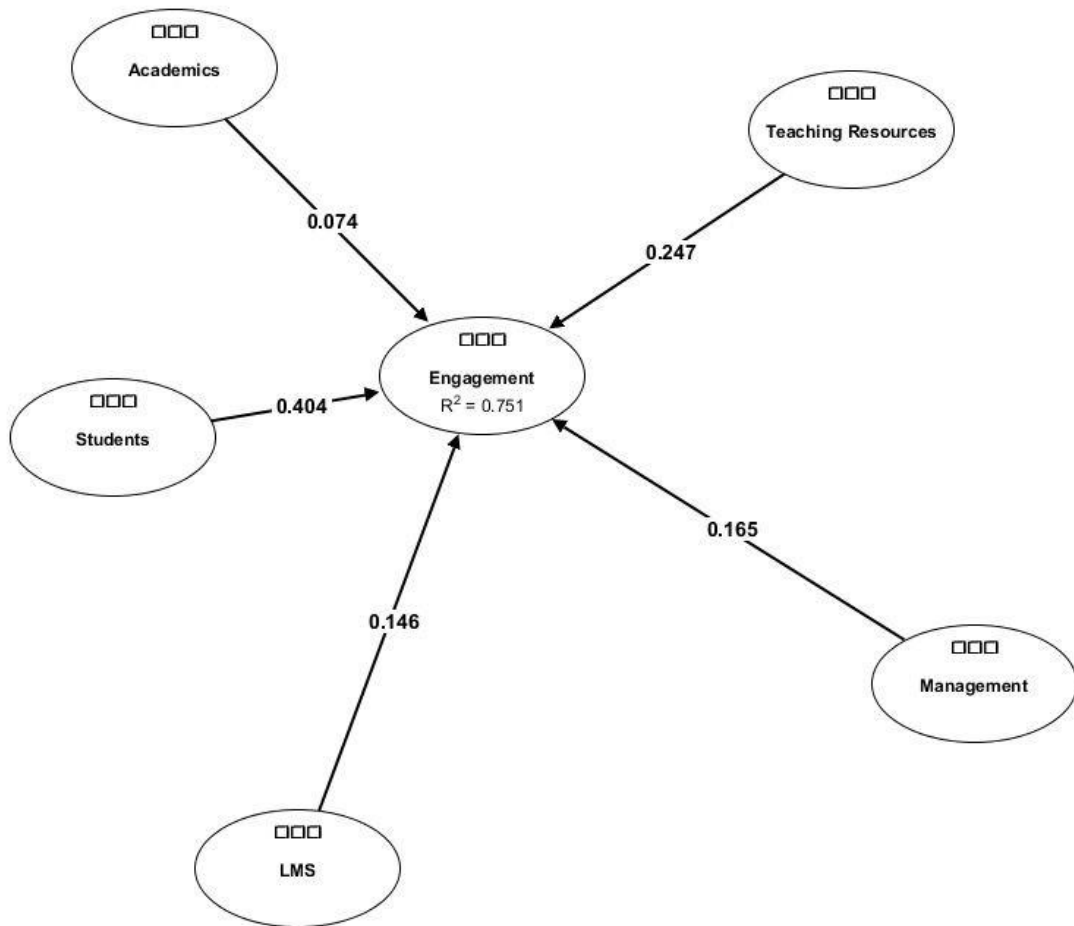 Academics
Teaching Resources
0.074
0.247
Engagement
R² = 0.751
0.404
Students
0.165
0.146
Management
LMS